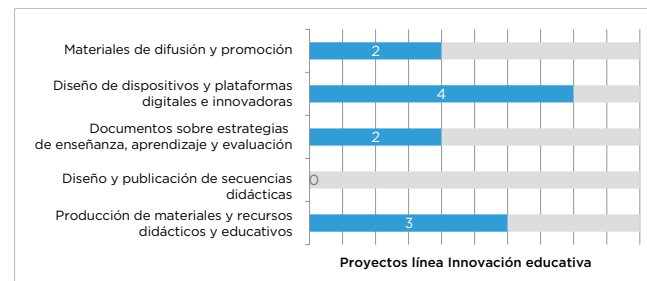 Materiales de difusión y promoción
2
Diseño de dispositivos y plataformas
digitales e innovadoras
4
Documentos sobre estrategias
de enseñanza, aprendizaje y evaluación
2
Diseño y publicación de secuencias
didácticas
0
Producción de materiales y recursos
didácticos y educativos
3
Proyectos línea Innovación educativa